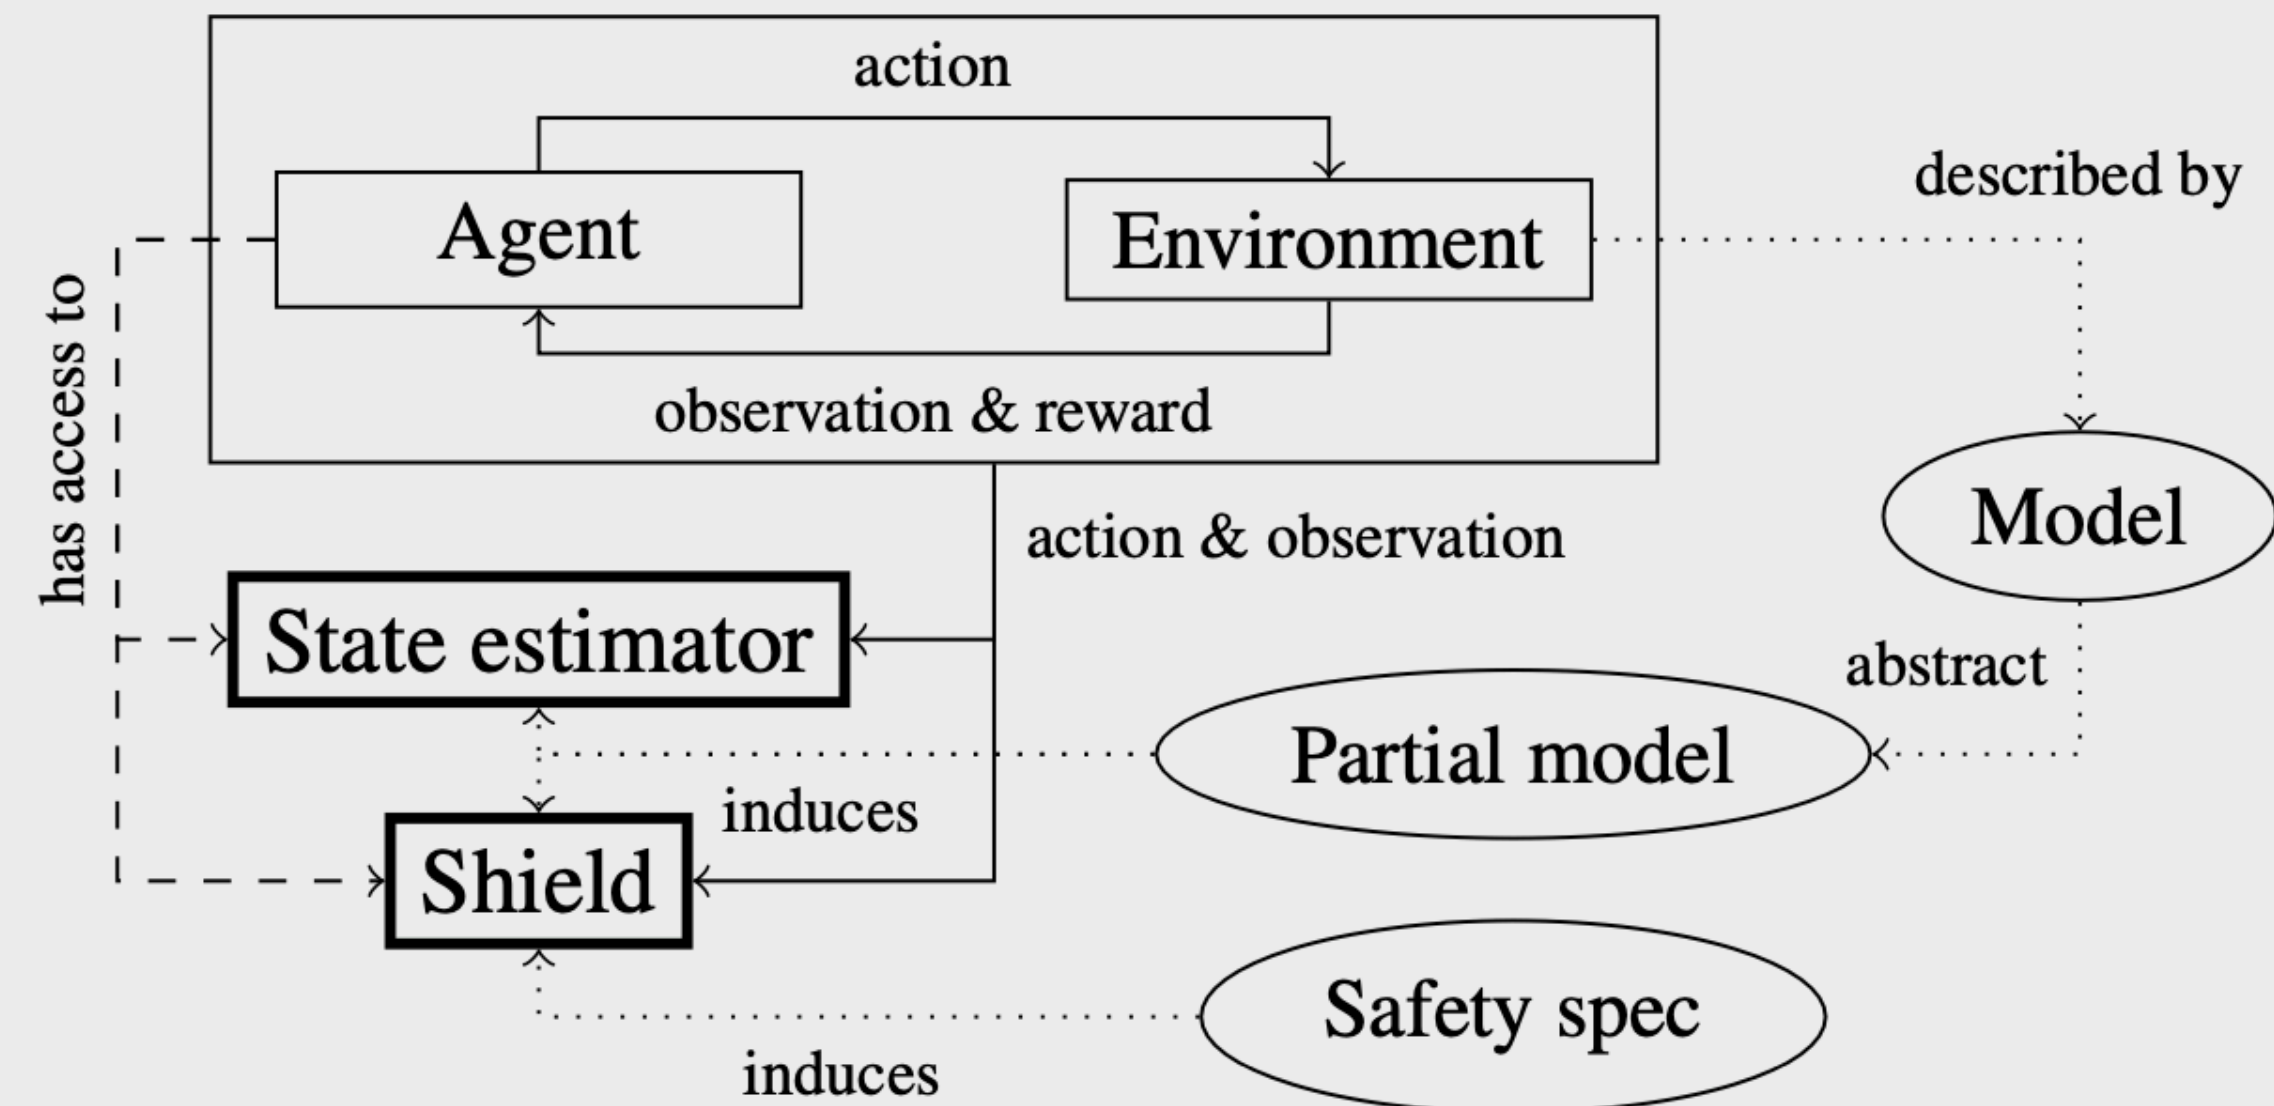 action
described by
Agent
Environment
has access to
observation & reward
action & observation
Model
State estimator
abstract
Partial model
induces
Shield
Safety spec
induces